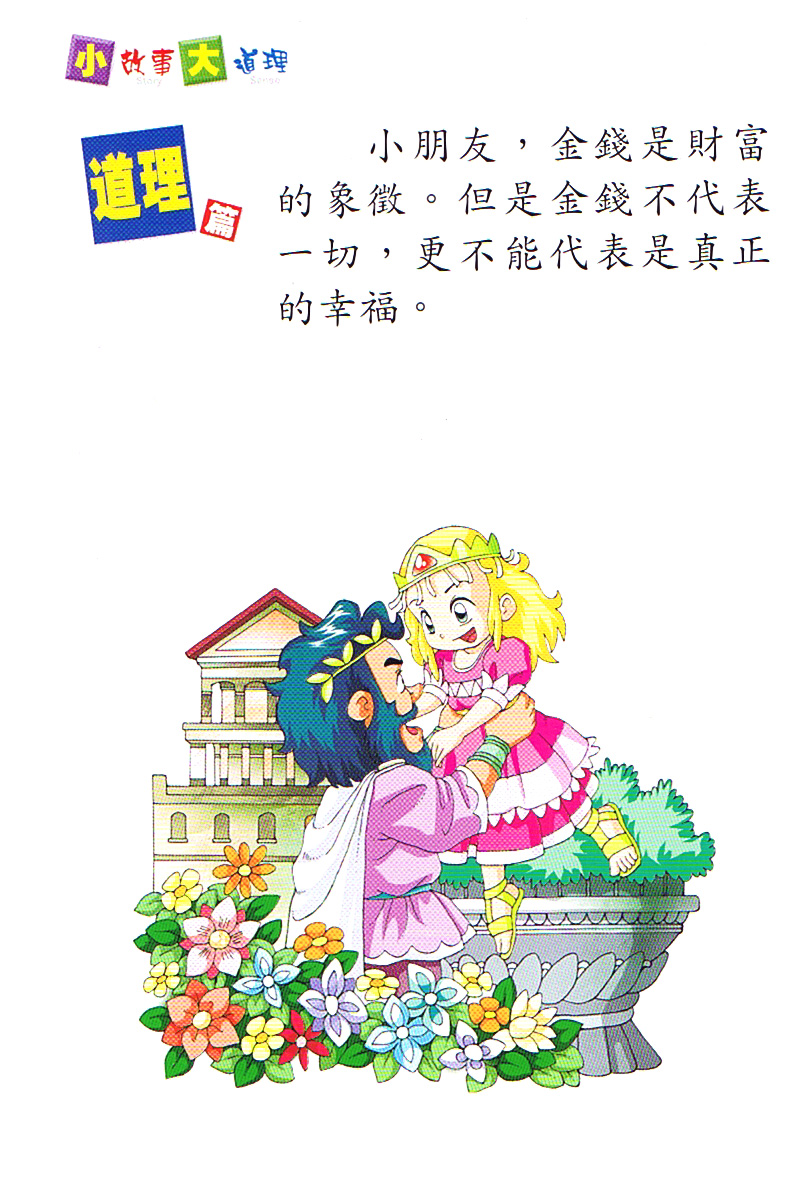 小故事大道理
Story Sense
道理
篇
小朋友，金錢是財富
的象徵。但是金錢不代表
一切，更不能代表是真正
的幸福。